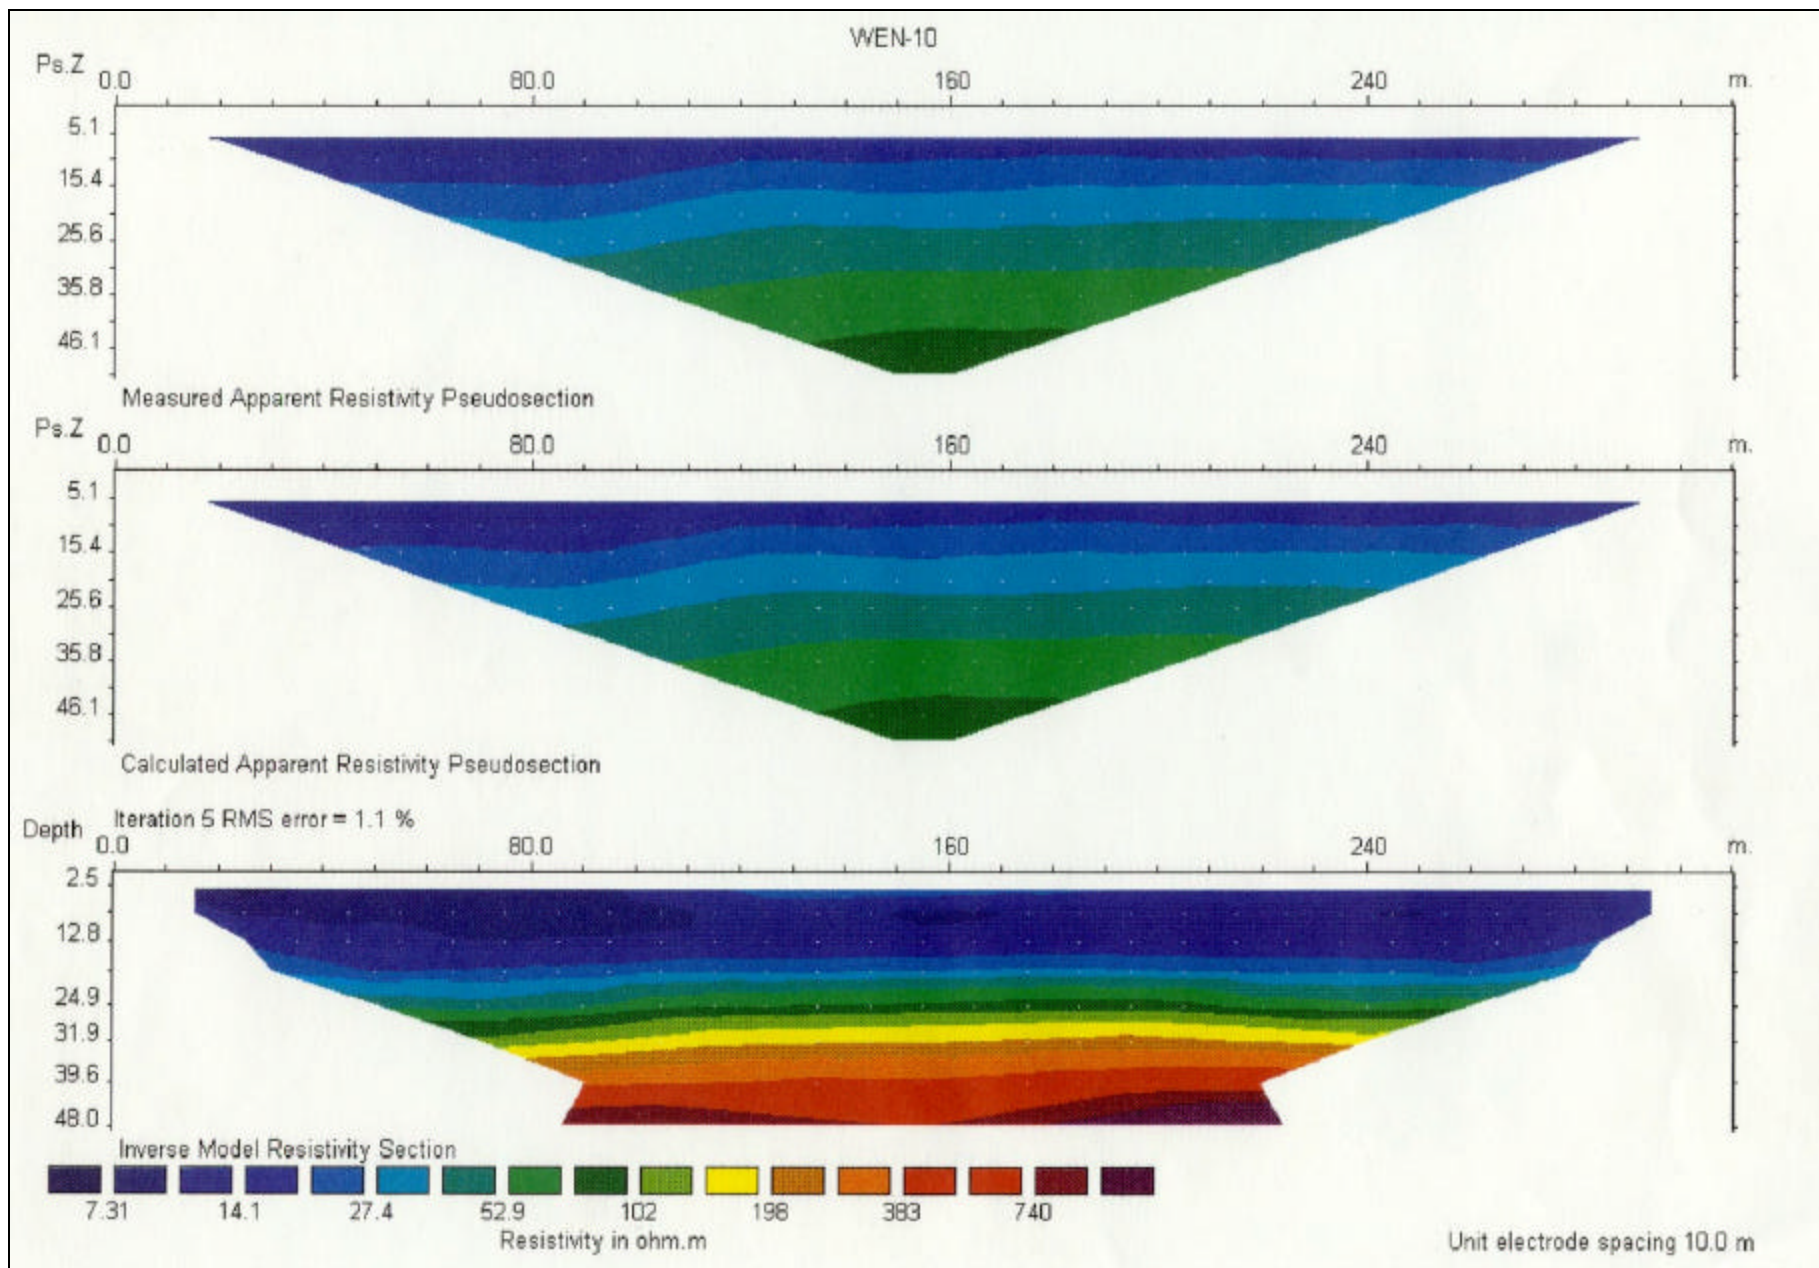 WEN-10
Ps.Z 0.0 80.0 160 240 m.
5.1
15.4
25.6
35.8
46.1
Measured Apparent Resistivity Pseudosection
Ps.Z 0.0 80.0 160 240 m.
5.1
15.4
25.6
35.8
46.1
Calculated Apparent Resistivity Pseudosection
Iteration 5 RMS error = 1.1 %
Depth 0.0 80.0 160 240 m.
2.5
12.8
24.9
31.9
39.6
48.0
Inverse Model Resistivity Section
7.31 14.1 27.4 52.9 102 198 383 740
Resistivity in ohm.m
Unit electrode spacing 10.0 m